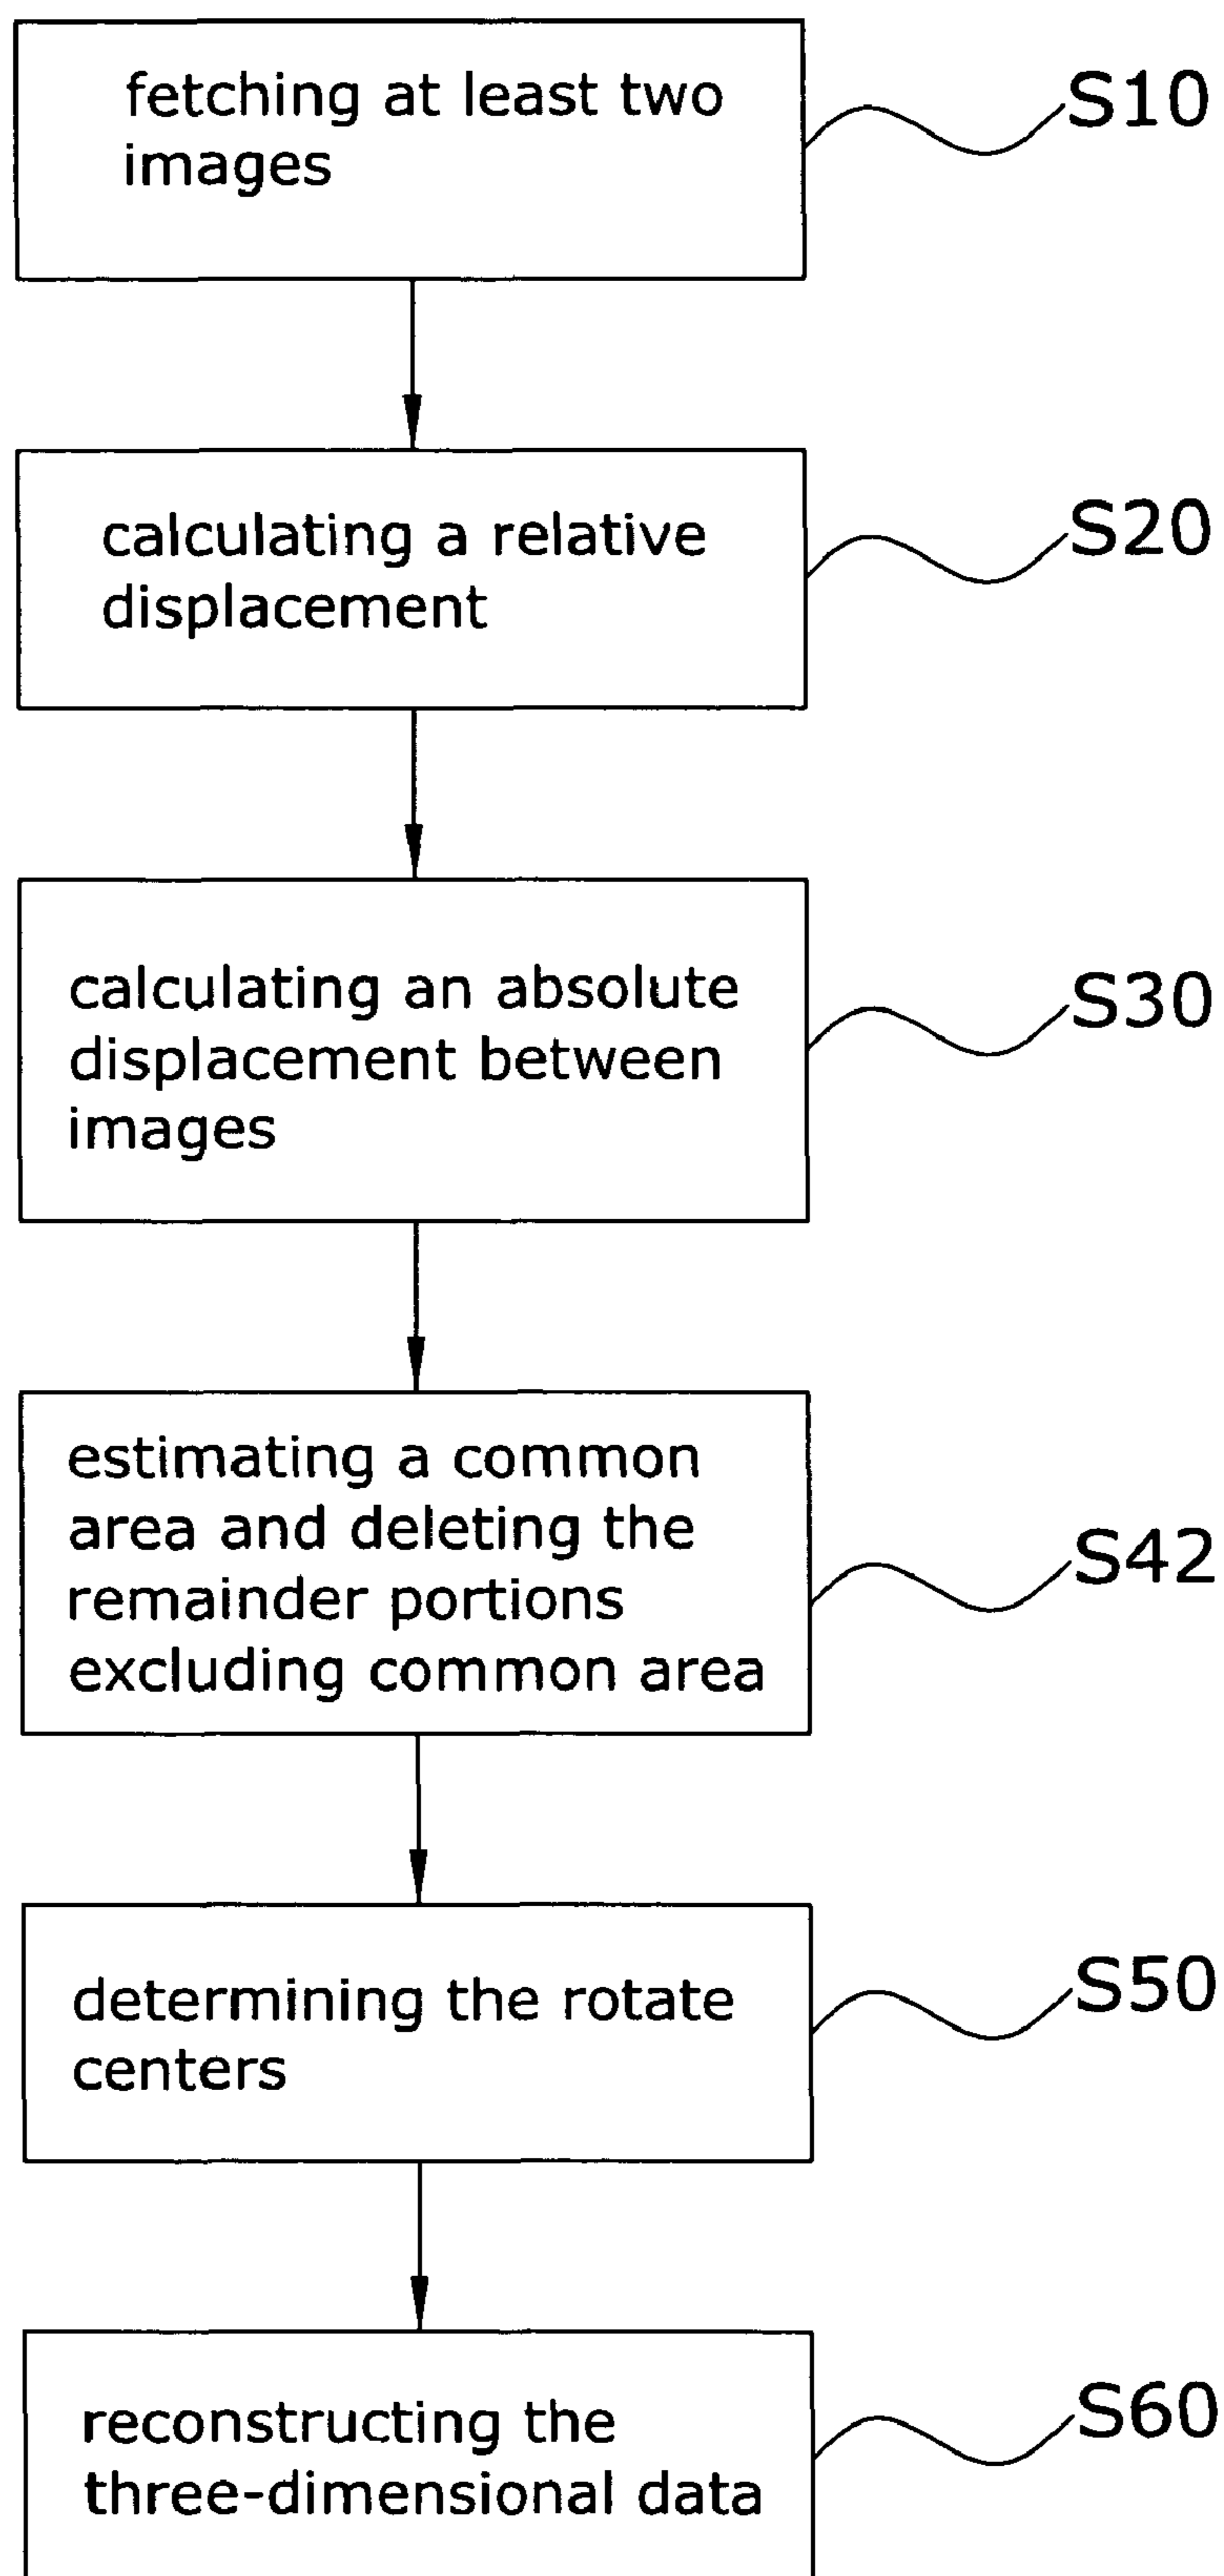 fetching at least two
images
S10
calculating a relative
displacement
S20
calculating an absolute
displacement between
images
S30
estimating a common
area and deleting the
remainder portions
excluding common area
S42
determining the rotate
centers
S50
reconstructing the
three-dimensional data
S60